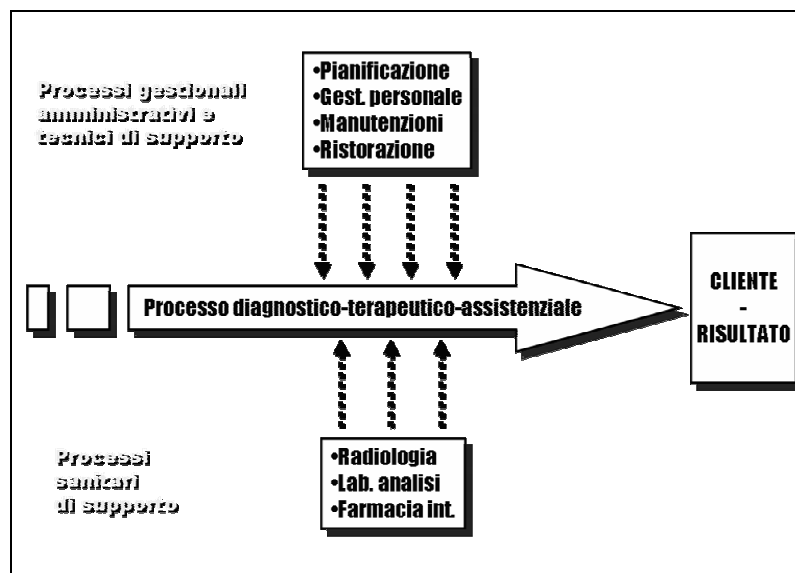 Processi gestionali
amministrativi e
tecnici di supporto
•Pianificazione
•Gest. personale
•Manutenzioni
•Ristorazione
Processo diagnostico-terapeutico-assistenziale
CLIENTE
-
RISULTATO
Processi
sanitari
di supporto
•Radiologia
•Lab. analisi
•Farmacia int.